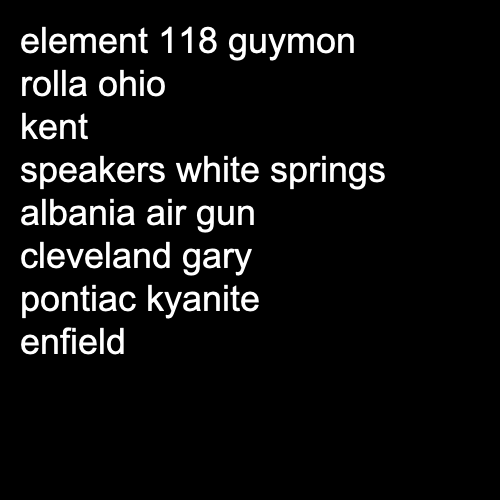 element 118 guymon
rolla ohio
kent
speakers white springs
albania air gun
cleveland gary
pontiac kyanite
enfield